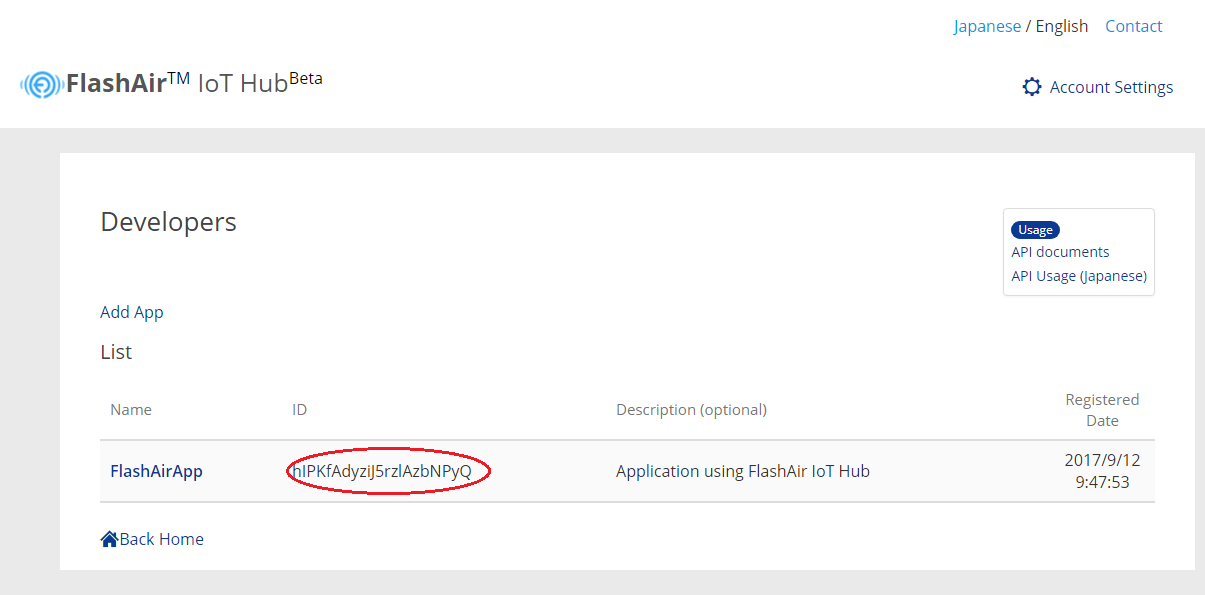 Japanese / English Contact
FlashAir™ IoT Hub Beta
Account Settings
Developers
Usage
API documents
API Usage (Japanese)
Add App
List
Name ID Description (optional) Registered Date
FlashAirApp hIPKfAdyziJ5rzlAzbNPyQ Application using FlashAir IoT Hub 2017/9/12 9:47:53
Back Home